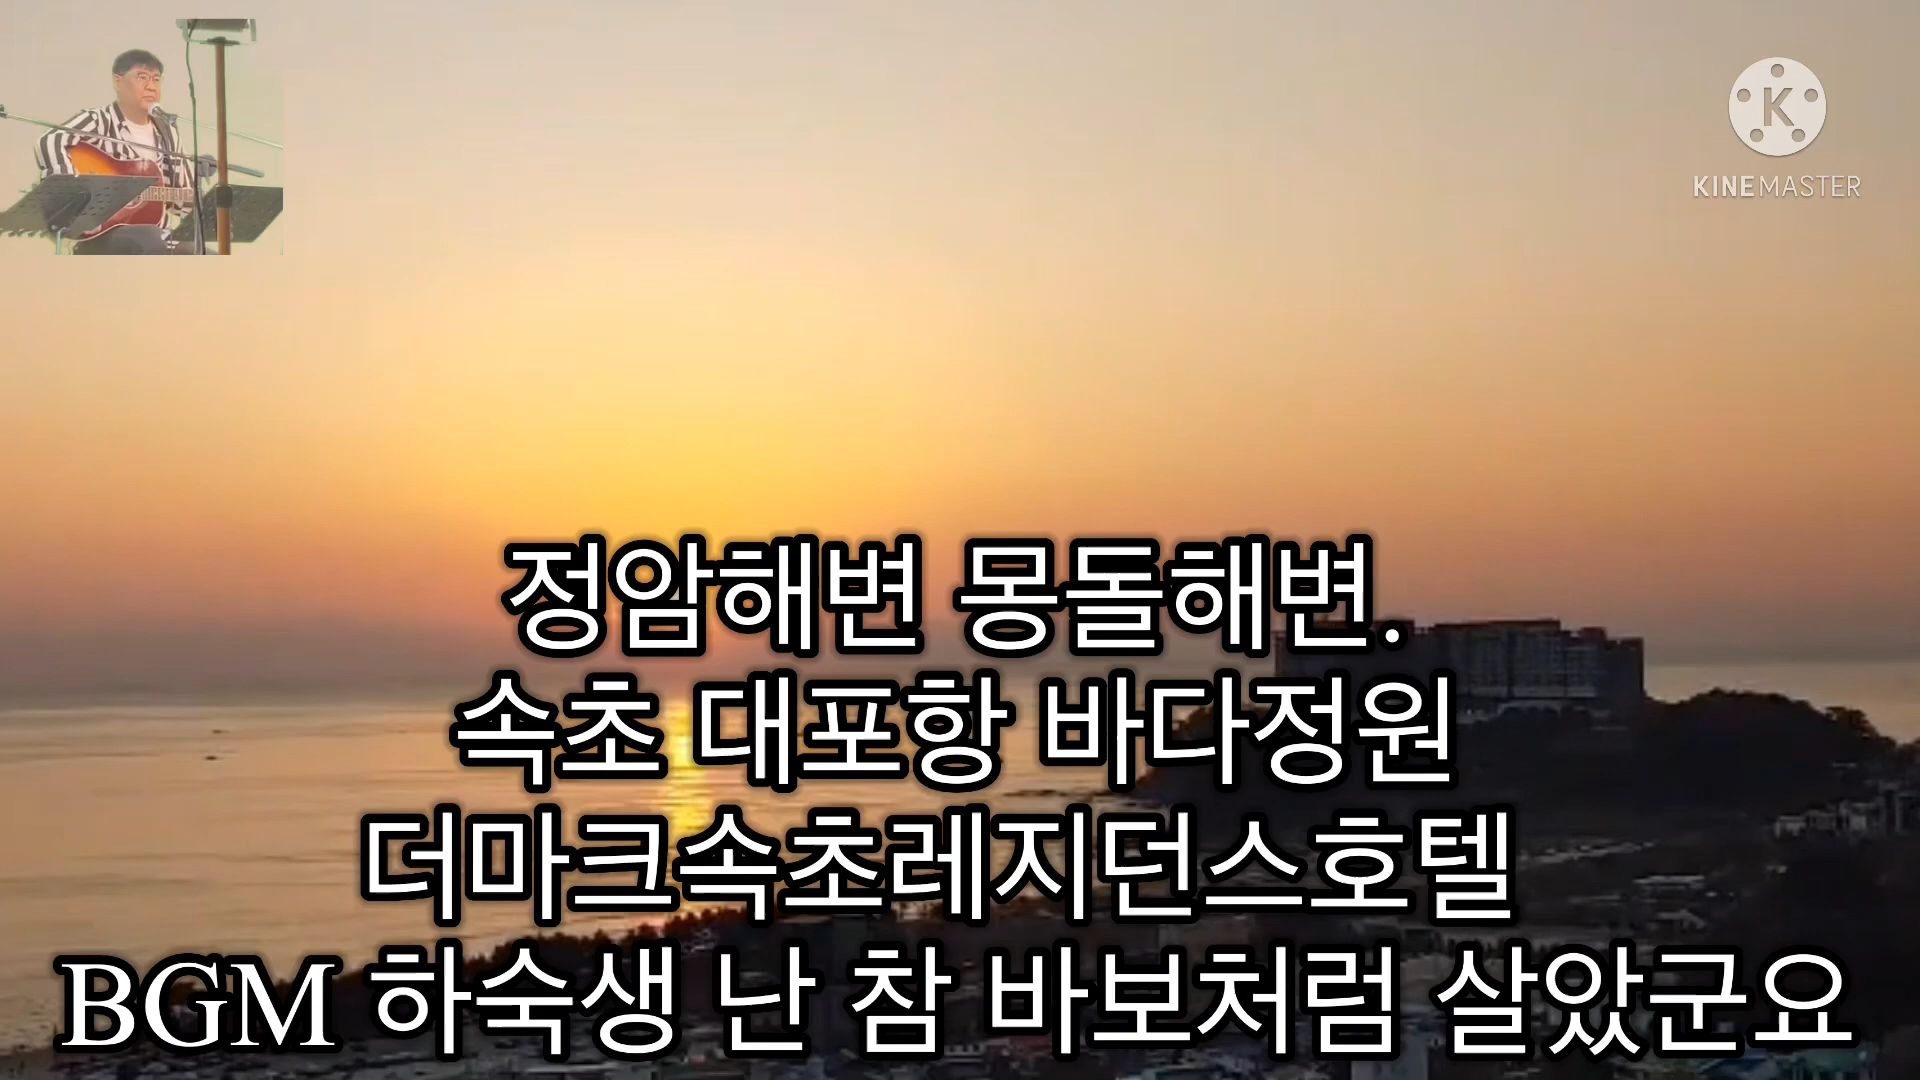 K
KINEMASTER
정암해변 몽돌해변.
속초 대포항 바다정원
더마크속초레지던스호텔
BGM 하숙생 난 참 바보처럼 살았군요